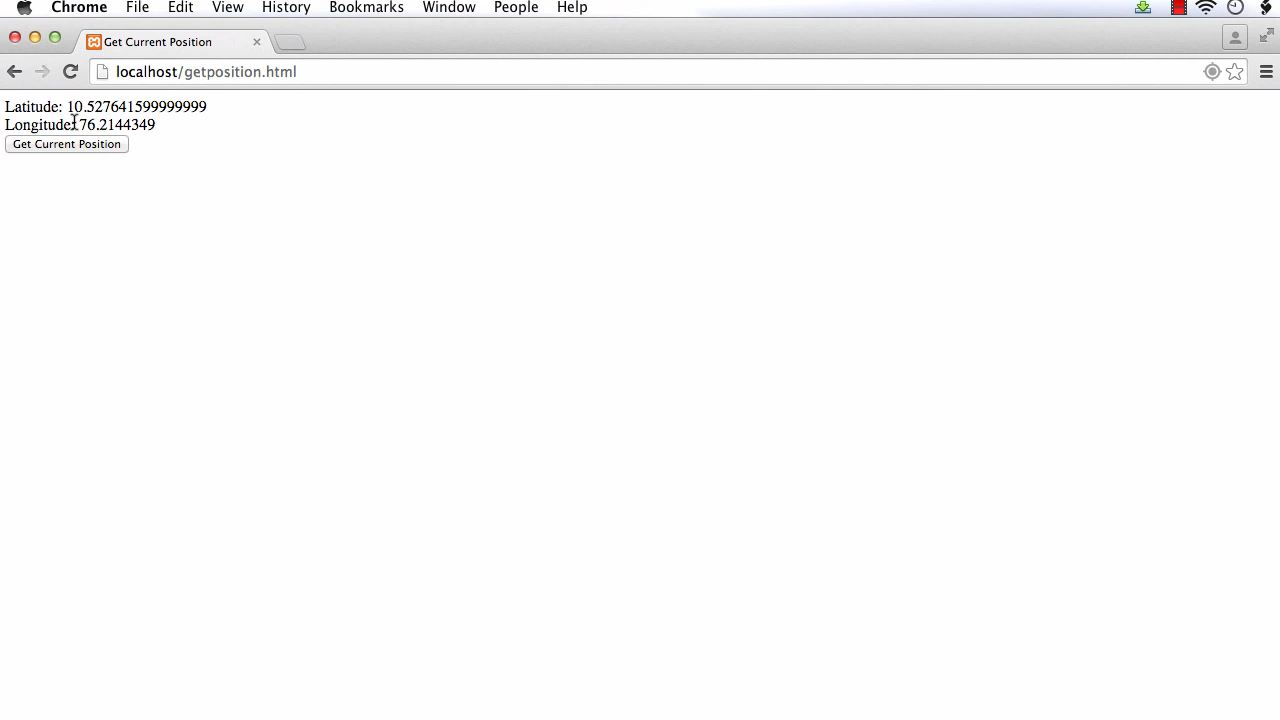 Chrome File Edit View History Bookmarks Window People Help
Get Current Position
localhost/getposition.html
Latitude: 10.527641599999999
Longitude: 76.2144349
Get Current Position